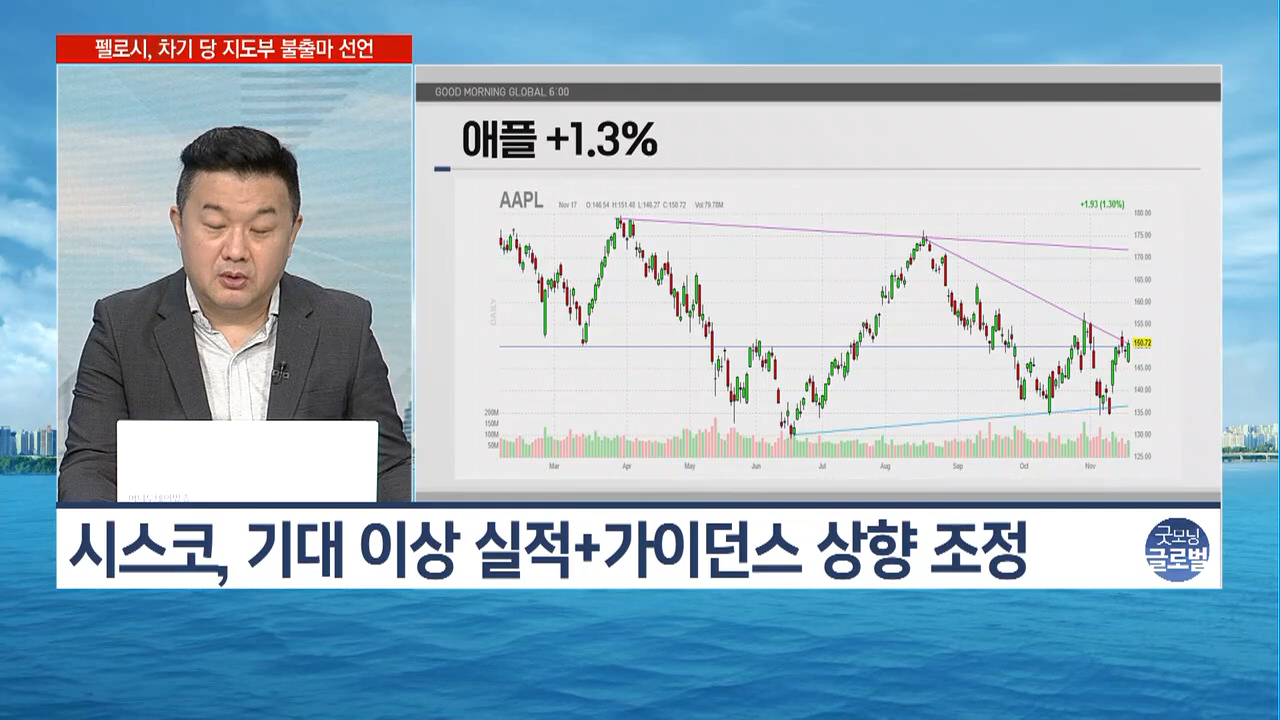 펠로시, 차기 당 지도부 불출마 선언
GOOD MORNING GLOBAL 6:00
애플 +1.3%
AAPL
Nov 17 O:146.54 H:151.48 L:146.27 C:150.72 Vol:79.78M
+1.93 (1.30%)
DAILY
180.00
175.00
170.00
165.00
160.00
155.00
150.72
145.00
140.00
135.00
130.00
125.00
200M
150M
100M
50M
Mar Apr May Jun Jul Aug Sep Oct Nov
시스코, 기대 이상 실적+가이던스 상향 조정
굿모닝
글로벌